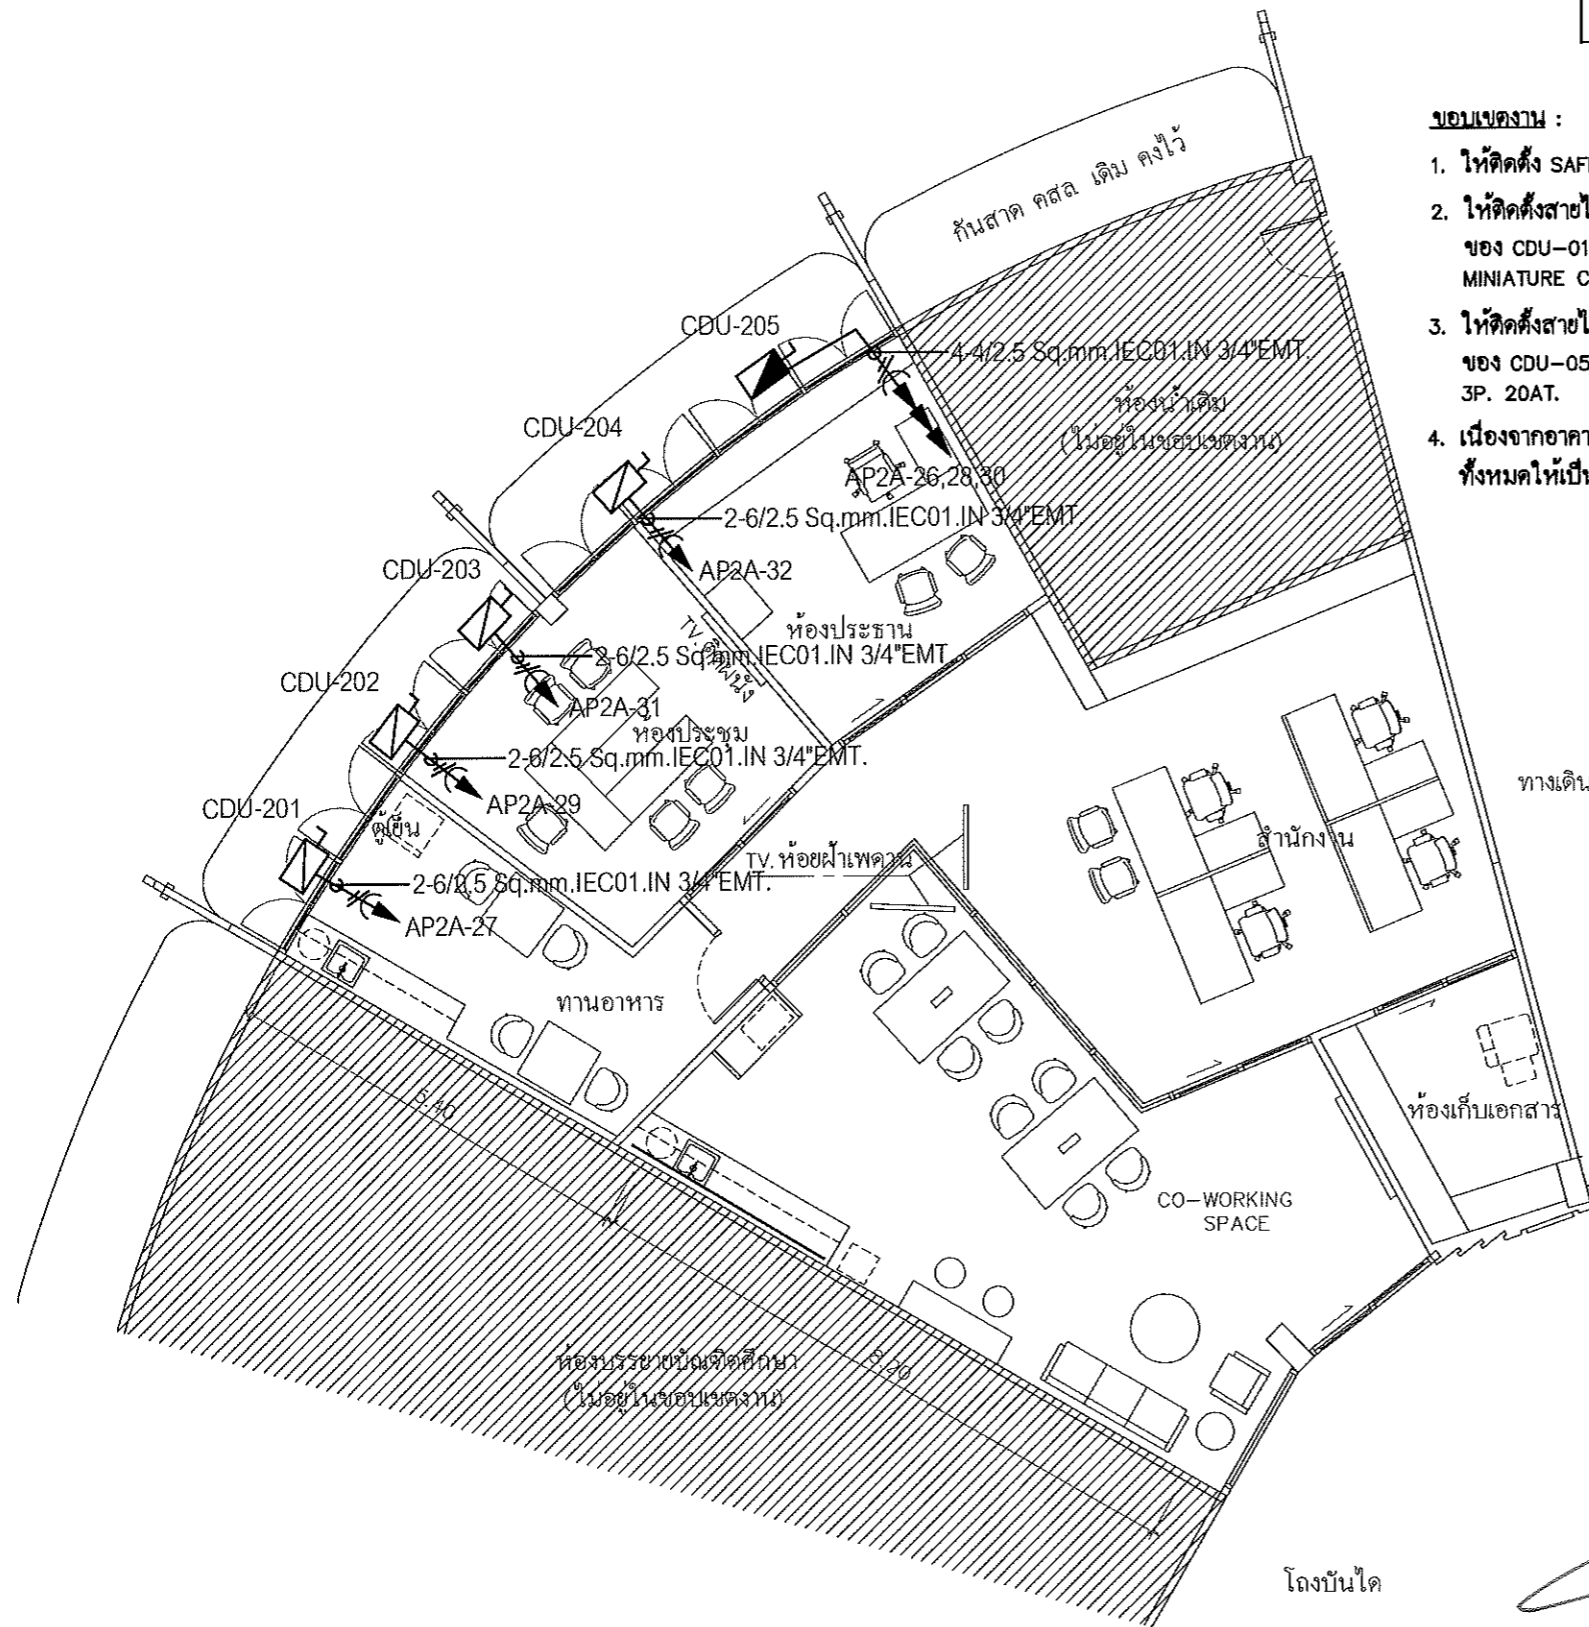 ขอบเขตงาน :
1. ให้ติดตั้ง SAF
2. ให้ติดตั้งสายไ
ของ CDU-01
MINIATURE C
3. ให้ติดตั้งสายไ
ของ CDU-05
3P. 20AT.
4. เนื่องจากอาคา
ทั้งหมดให้เป็น
กันสาด คสล. เดิม คงไว้
CDU-205
4-4/2.5 Sq.mm.IEC01.IN 3/4"EMT.
ห้องน้ำเดิม
(ไม่อยู่ในขอบเขตงาน)
AP2A-26,28,30
CDU-204
2-6/2.5 Sq.mm.IEC01.IN 3/4"EMT
AP2A-32
CDU-203
ห้องประธาน
TV. ติดผนัง
2-6/2.5 Sq.mm.IEC01.IN 3/4"EMT
AP2A-31
CDU-202
ห้องประชุม
2-6/2.5 Sq.mm.IEC01.IN 3/4"EMT.
AP2A-29
CDU-201
ตู้เย็น
TV. ห้อยฝ้าเพดาน
สำนักงาน
ทางเดิน
2-6/2.5 Sq.mm.IEC01.IN 3/4"EMT.
AP2A-27
ทานอาหาร
6.40
ห้องเก็บเอกสาร
CO-WORKING
SPACE
ห้องบรรยายบัณฑิตศึกษา
(ไม่อยู่ในขอบเขตงาน)
8.20
โถงบันได